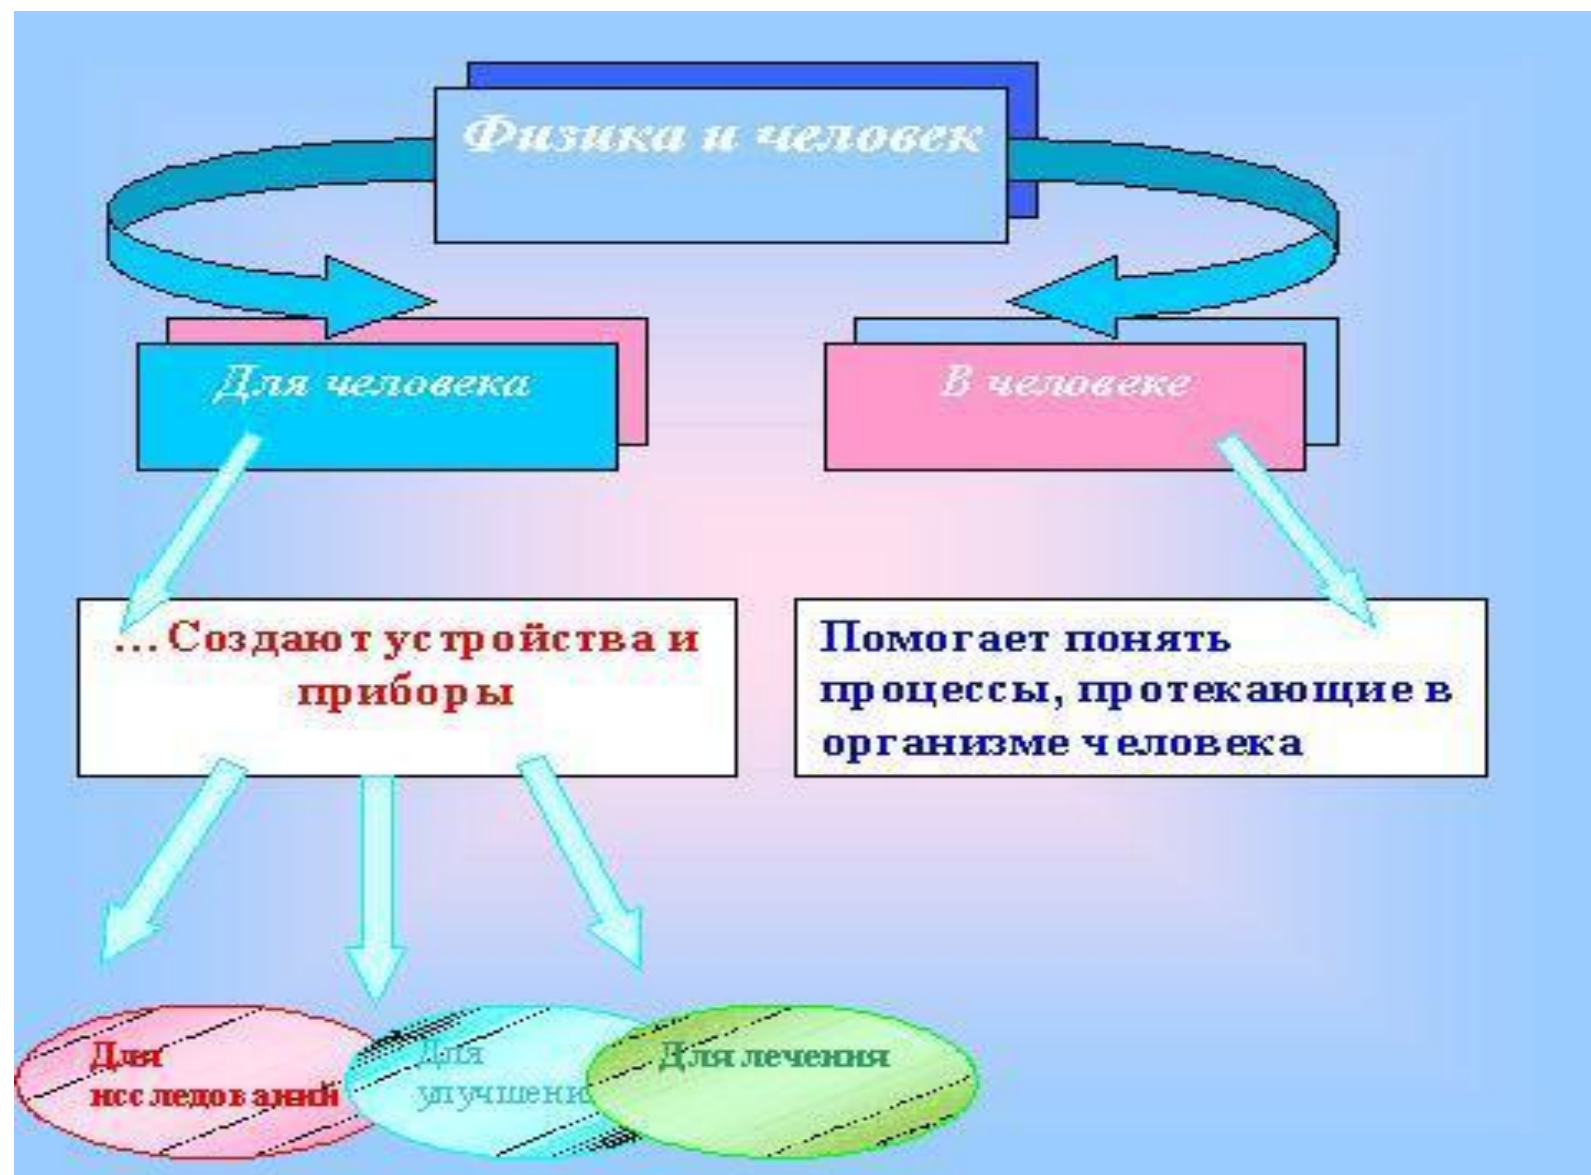 Физика и человек
Для человека
В человеке
...Создают устройства и
приборы
Помогает понять
процессы, протекающие в
организме человека
Для
исследований
Для
Для лечения